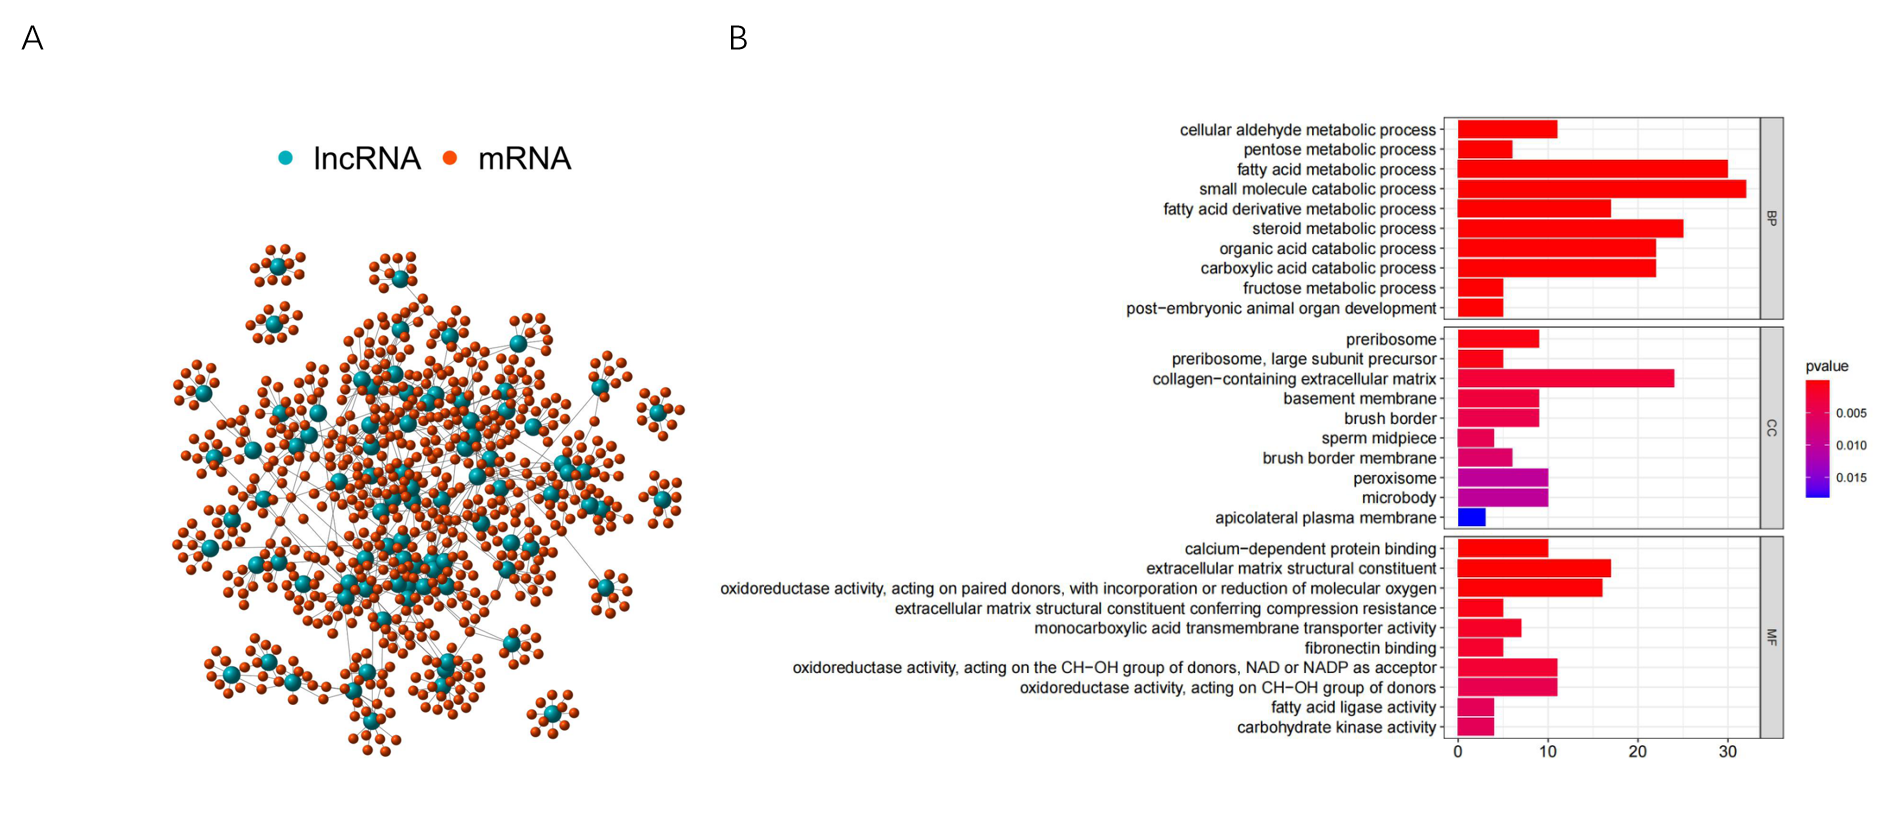 A
B
lncRNA mRNA
cellular aldehyde metabolic process
pentose metabolic process
fatty acid metabolic process
small molecule catabolic process
fatty acid derivative metabolic process
steroid metabolic process
organic acid catabolic process
carboxylic acid catabolic process
fructose metabolic process
post−embryonic animal organ development
BP
preribosome
preribosome, large subunit precursor
collagen−containing extracellular matrix
basement membrane
brush border
sperm midpiece
brush border membrane
peroxisome
microbody
apicolateral plasma membrane
CC
calcium−dependent protein binding
extracellular matrix structural constituent
oxidoreductase activity, acting on paired donors, with incorporation or reduction of molecular oxygen
extracellular matrix structural constituent conferring compression resistance
monocarboxylic acid transmembrane transporter activity
fibronectin binding
oxidoreductase activity, acting on the CH−OH group of donors, NAD or NADP as acceptor
oxidoreductase activity, acting on CH−OH group of donors
fatty acid ligase activity
carbohydrate kinase activity
MF
0 10 20 30
pvalue
0.005
0.010
0.015